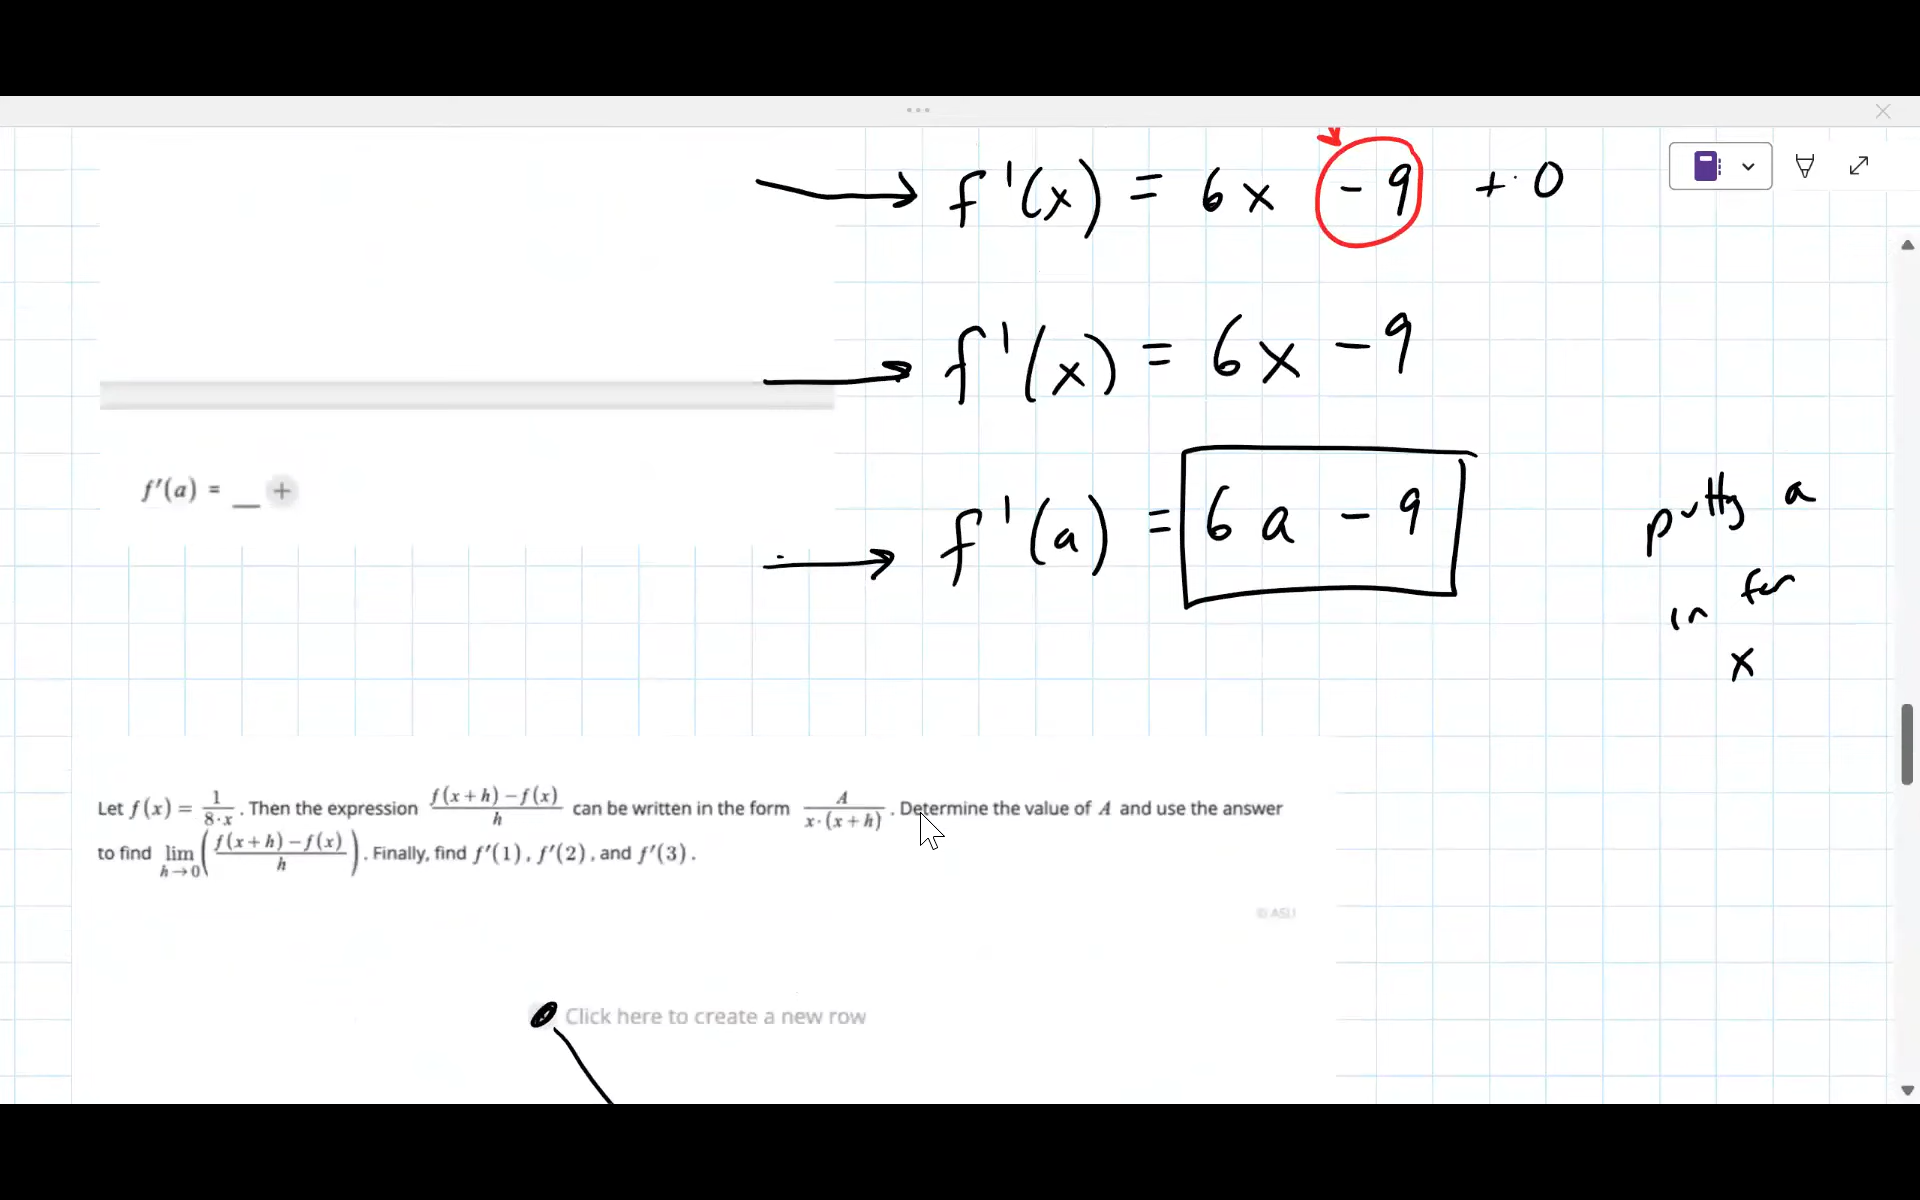 f'(x) = 6x -9 + 0
f'(x) = 6x - 9
f'(a) = __ +
f'(a) = 6a - 9
a
in for
x
Let f(x) = 1/(8·x) . Then the expression (f(x+h)−f(x))/h can be written in the form A/(x·(x+h)) . Determine the value of A and use the answer
to find lim h→0 ((f(x+h)−f(x))/h) . Finally, find f'(1) , f'(2) , and f'(3) .
© ASU
Click here to create a new row